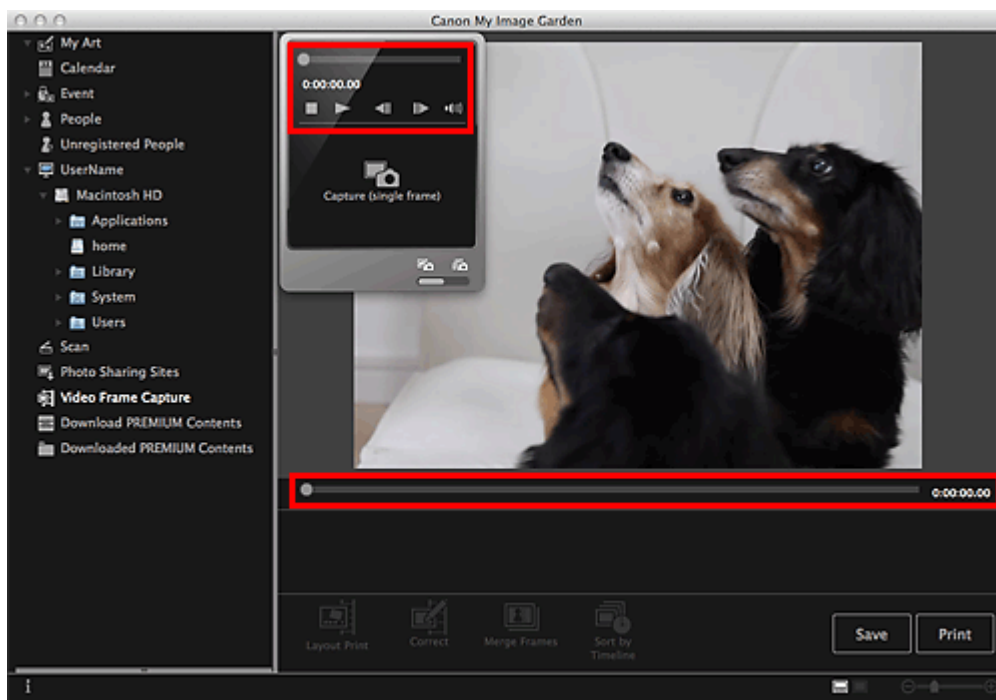 Canon My Image Garden
My Art
Calendar
Event
People
Unregistered People
UserName
Macintosh HD
Applications
home
Library
System
Users
Scan
Photo Sharing Sites
Video Frame Capture
Download PREMIUM Contents
Downloaded PREMIUM Contents
0:00:00.00
Capture (single frame)
0:00:00.00
Layout Print
Correct
Merge Frames
Sort by
Timeline
Save
Print